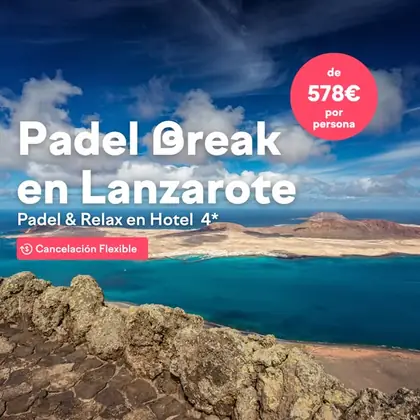 de
578€
por
persona
Padel Break
en Lanzarote
Padel & Relax en Hotel 4*
Cancelación Flexible